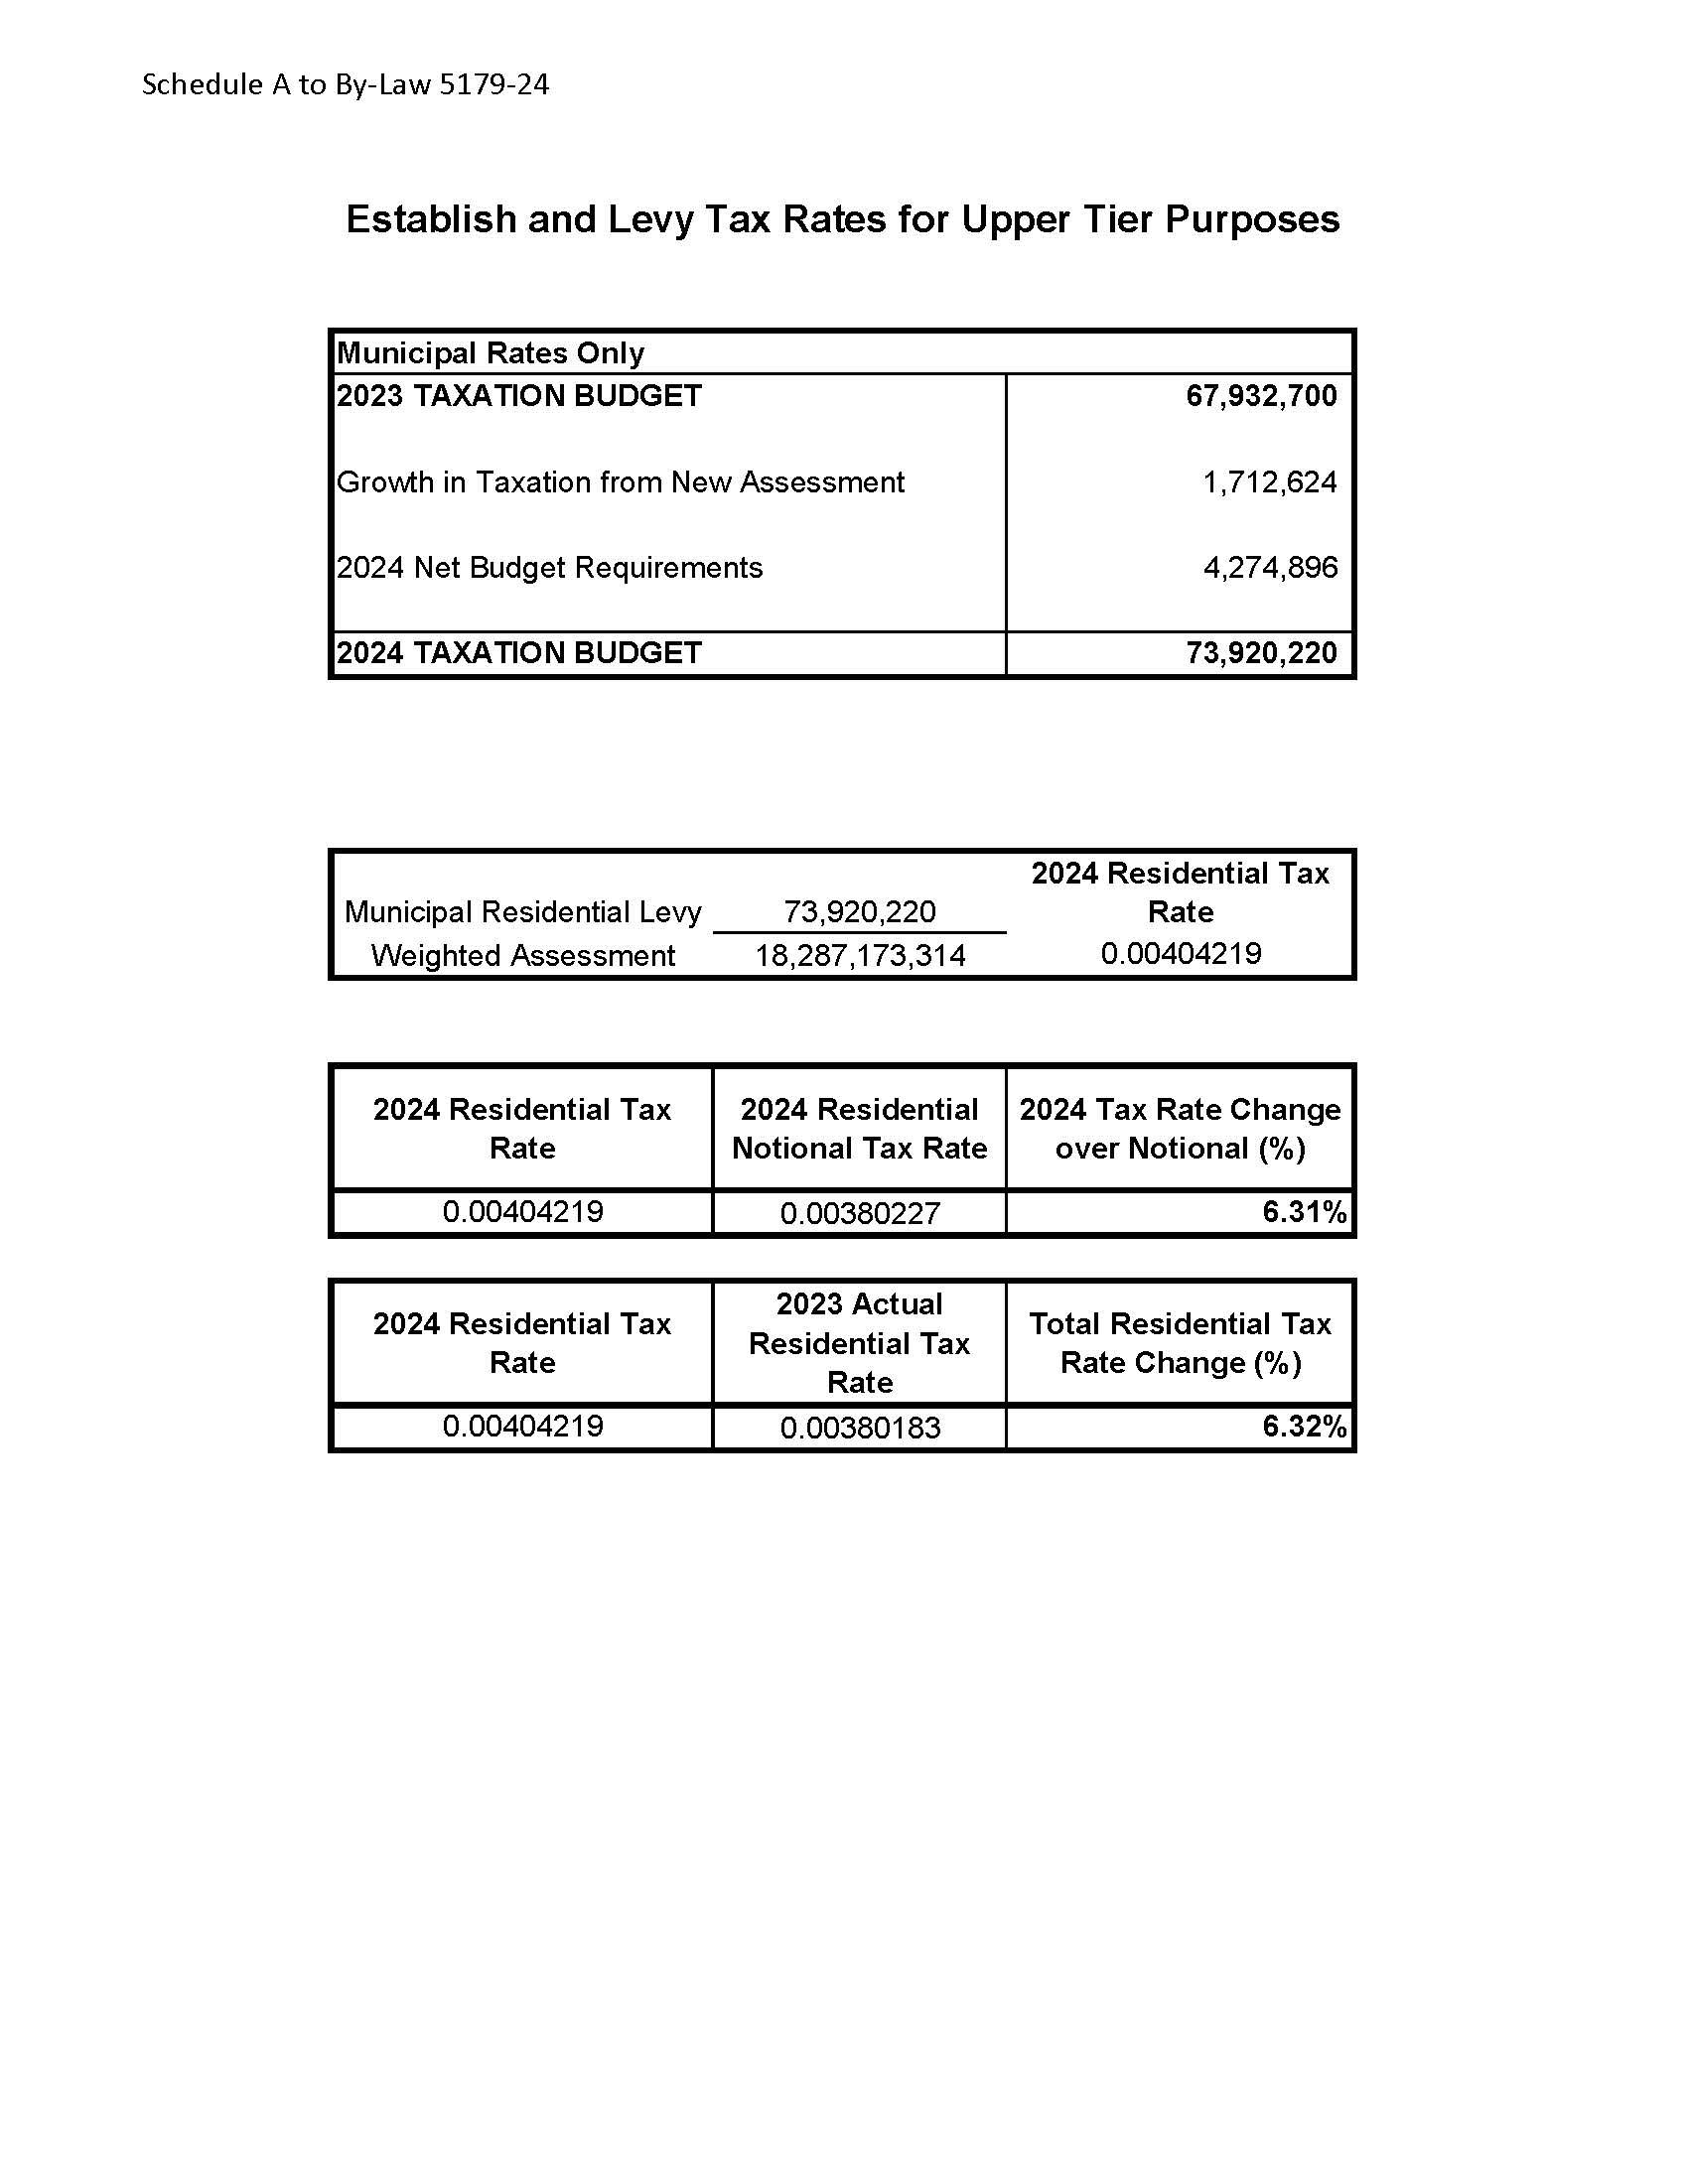 Schedule A to By-Law 5179-24
Establish and Levy Tax Rates for Upper Tier Purposes
Municipal Rates Only
2023 TAXATION BUDGET 67,932,700
Growth in Taxation from New Assessment 1,712,624
2024 Net Budget Requirements 4,274,896
2024 TAXATION BUDGET 73,920,220
2024 Residential Tax
Municipal Residential Levy 73,920,220 Rate
Weighted Assessment 18,287,173,314 0.00404219
2024 Residential Tax
Rate
2024 Residential
Notional Tax Rate
2024 Tax Rate Change
over Notional (%)
0.00404219 0.00380227 6.31%
2024 Residential Tax
Rate
2023 Actual
Residential Tax
Rate
Total Residential Tax
Rate Change (%)
0.00404219 0.00380183 6.32%